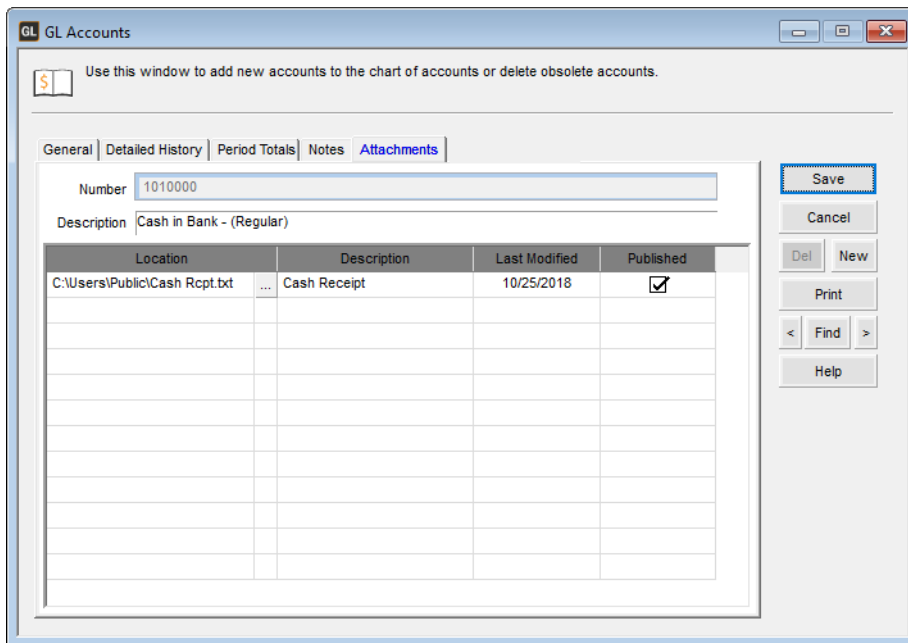 GL GL Accounts
Use this window to add new accounts to the chart of accounts or delete obsolete accounts.
General Detailed History Period Totals Notes Attachments
Number 1010000
Description Cash in Bank - (Regular)
Location Description Last Modified Published
C:\Users\Public\Cash Rcpt.txt ... Cash Receipt 10/25/2018
Save
Cancel
Del New
Print
< Find >
Help